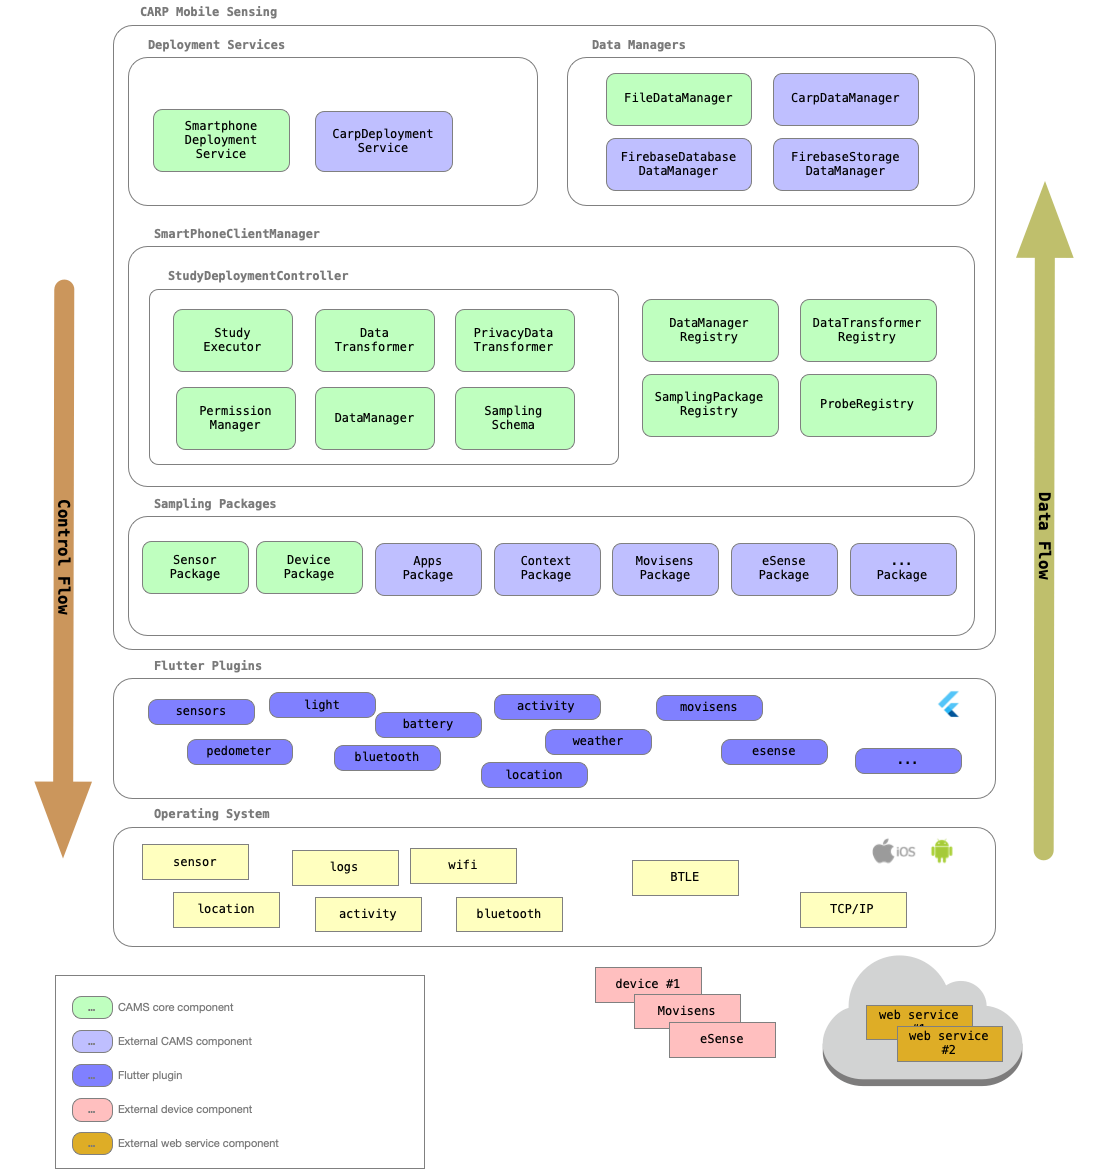 CARP Mobile Sensing
Deployment Services
Smartphone
Deployment
Service
CarpDeployment
Service
Data Managers
FileDataManager
CarpDataManager
FirebaseDatabase
DataManager
FirebaseStorage
DataManager
SmartPhoneClientManager
StudyDeploymentController
Study
Executor
Data
Transformer
PrivacyData
Transformer
Permission
Manager
DataManager
Sampling
Schema
DataManager
Registry
DataTransformer
Registry
SamplingPackage
Registry
ProbeRegistry
Sampling Packages
Sensor
Package
Device
Package
Apps
Package
Context
Package
Movisens
Package
eSense
Package
...
Package
Control Flow
Data Flow
Flutter Plugins
sensors
light
battery
activity
movisens
pedometer
bluetooth
weather
location
esense
...
Operating System
iOS
sensor
logs
wifi
BTLE
location
activity
bluetooth
TCP/IP
device #1
Movisens
eSense
web service
#1
web service
#2
... CAMS core component
... External CAMS component
... Flutter plugin
... External device component
... External web service component